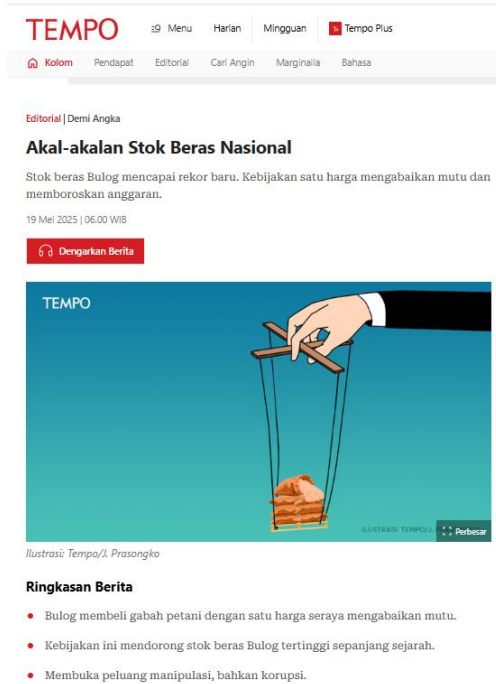 TEMPO
Menu Harian Mingguan Tempo Plus
Kolom Pendapat Editorial Cari Angin Marginalia Bahasa
Editorial | Demi Angka
Akal-akalan Stok Beras Nasional
Stok beras Bulog mencapai rekor baru. Kebijakan satu harga mengabaikan mutu dan
memboroskan anggaran.
19 Mei 2025 | 06.00 WIB
Dengarkan Berita
TEMPO
ILUSTRASI: TEMPO/J.
Perbesar
Ilustrasi: Tempo/J. Prasongko
Ringkasan Berita
Bulog membeli gabah petani dengan satu harga seraya mengabaikan mutu.
Kebijakan ini mendorong stok beras Bulog tertinggi sepanjang sejarah.
Membuka peluang manipulasi, bahkan korupsi.